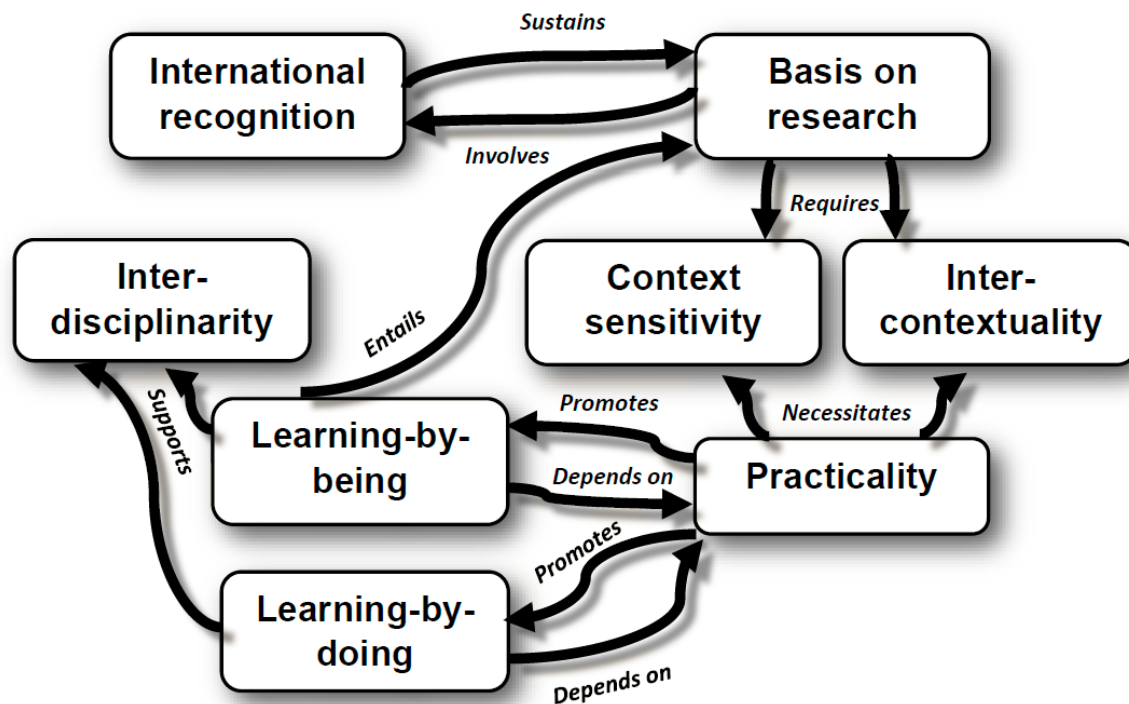 Sustains
International
recognition
Basis on
research
Involves
Requires
Inter-
disciplinarity
Context
sensitivity
Inter-
contextuality
Entails
Supports
Promotes
Necessitates
Learning-by-
being
Depends on
Practicality
Promotes
Learning-by-
doing
Depends on